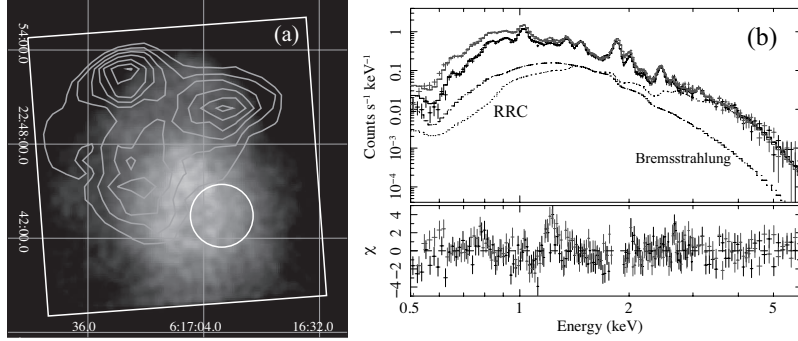 (a)
54:00.0
22:48:00.0
42:00.0
36.0 6:17:04.0 16:32.0
(b)
Counts s⁻¹ keV⁻¹
1
0.1
0.01
10⁻³
10⁻⁴
RRC
Bremsstrahlung
χ
4
2
0
−2
−4
0.5 1 2 5
Energy (keV)